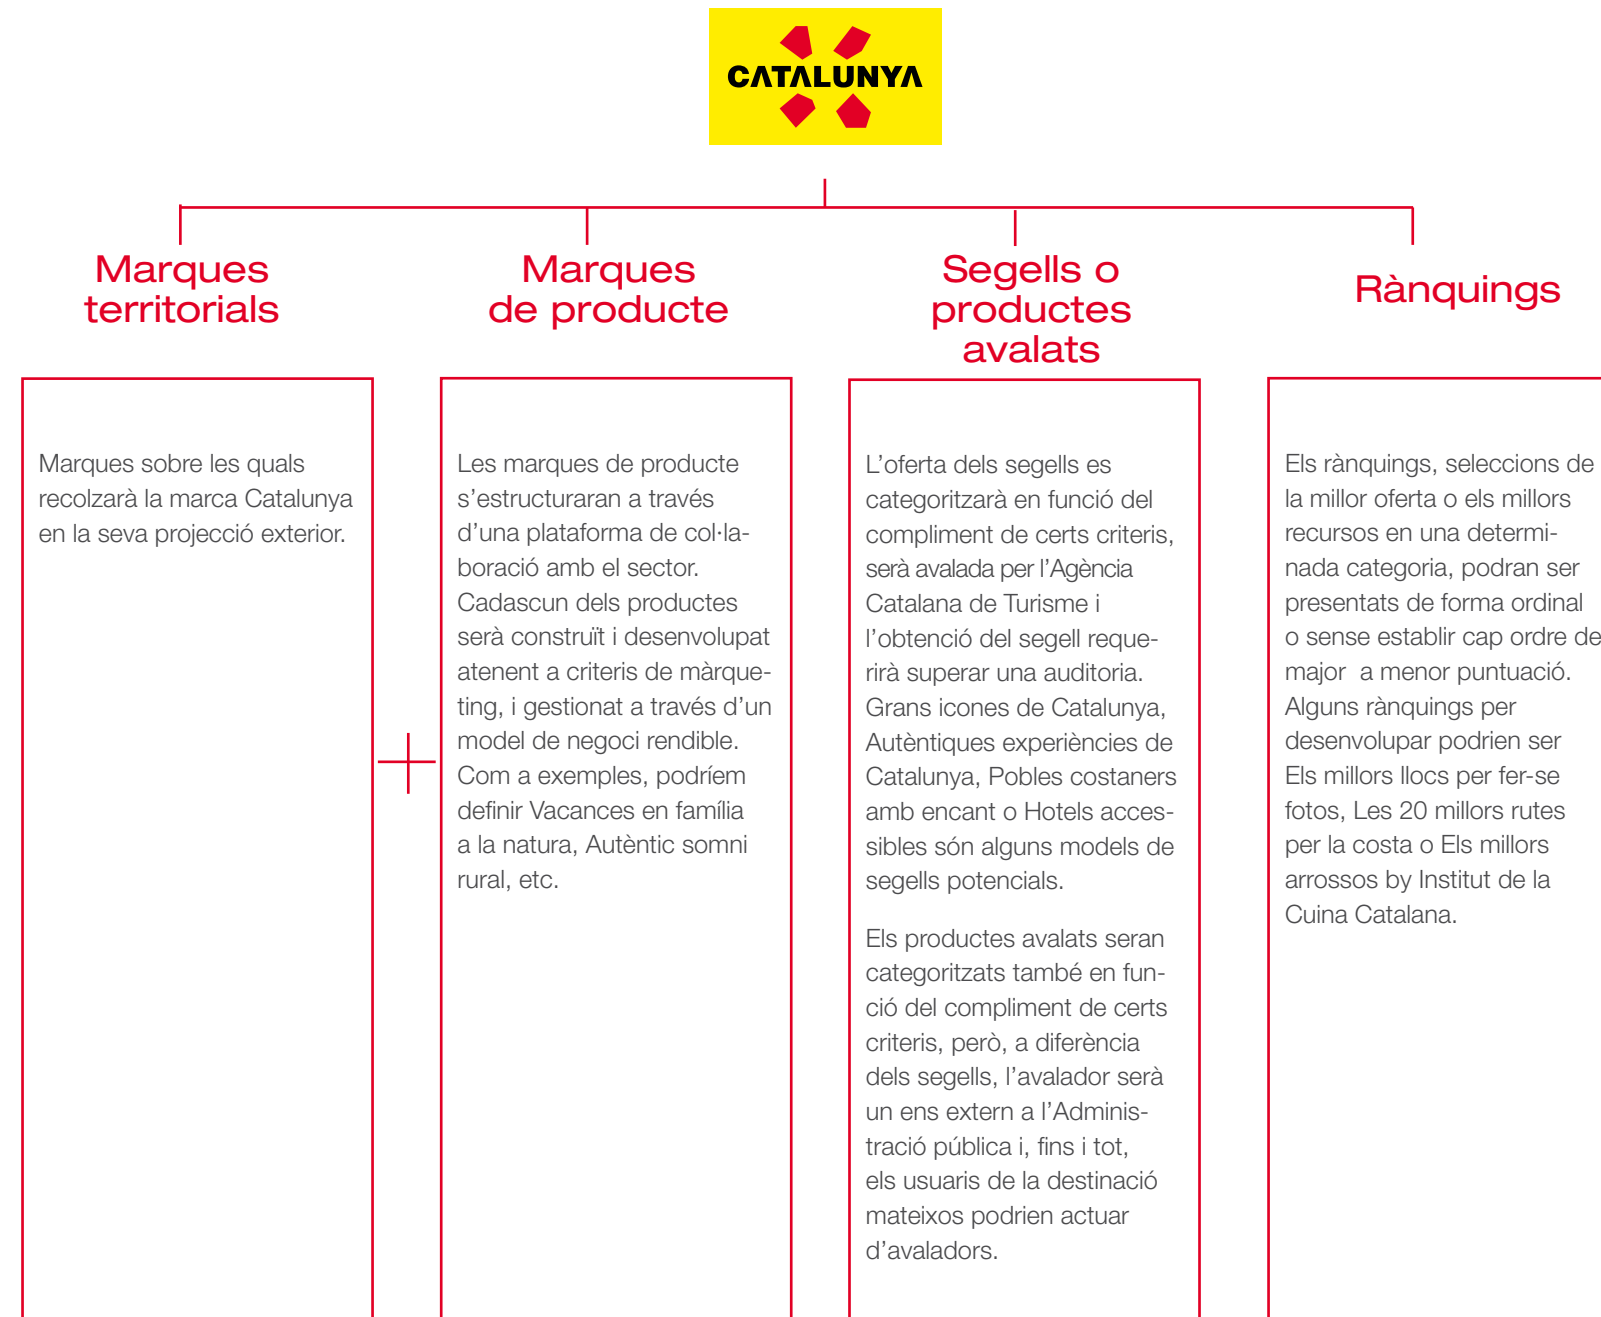 CATALUNYA
Marques
territorials
Marques sobre les quals
recolzarà la marca Catalunya
en la seva projecció exterior.
Marques
de producte
Les marques de producte
s’estructuraran a través
d’una plataforma de col·la-
boració amb el sector.
Cadascun dels productes
serà construït i desenvolupat
atenent a criteris de màrque-
ting, i gestionat a través d’un
model de negoci rendible.
Com a exemples, podríem
definir Vacances en família
a la natura, Autèntic somni
rural, etc.
Segells o
productes
avalats
L’oferta dels segells es
categoritzarà en funció del
compliment de certs criteris,
serà avalada per l’Agència
Catalana de Turisme i
l’obtenció del segell reque-
rirà superar una auditoria.
Grans icones de Catalunya,
Autèntiques experiències de
Catalunya, Pobles costaners
amb encant o Hotels acces-
sibles són alguns models de
segells potencials.
Els productes avalats seran
categoritzats també en fun-
ció del compliment de certs
criteris, però, a diferència
dels segells, l’avalador serà
un ens extern a l’Adminis-
tració pública i, fins i tot,
els usuaris de la destinació
mateixos podrien actuar
d’avaladors.
Rànquings
Els rànquings, seleccions de
la millor oferta o els millors
recursos en una determi-
nada categoria, podran ser
presentats de forma ordinal
o sense establir cap ordre de
major  a menor puntuació.
Alguns rànquings per
desenvolupar podrien ser
Els millors llocs per fer-se
fotos, Les 20 millors rutes
per la costa o Els millors
arrossos by Institut de la
Cuina Catalana.